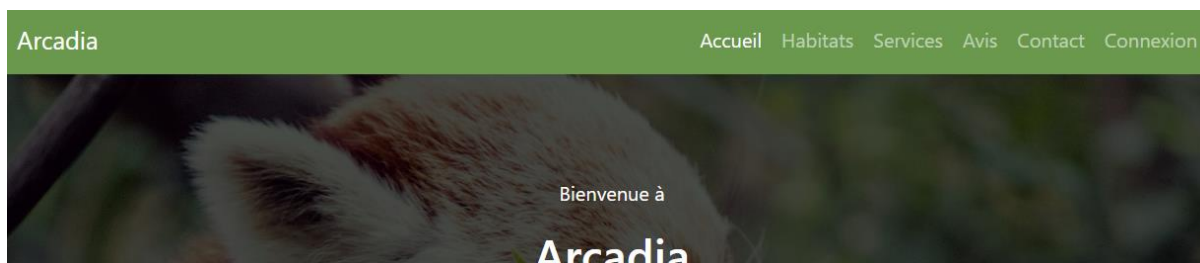 Arcadia
Accueil Habitats Services Avis Contact Connexion
Bienvenue à
Arcadia